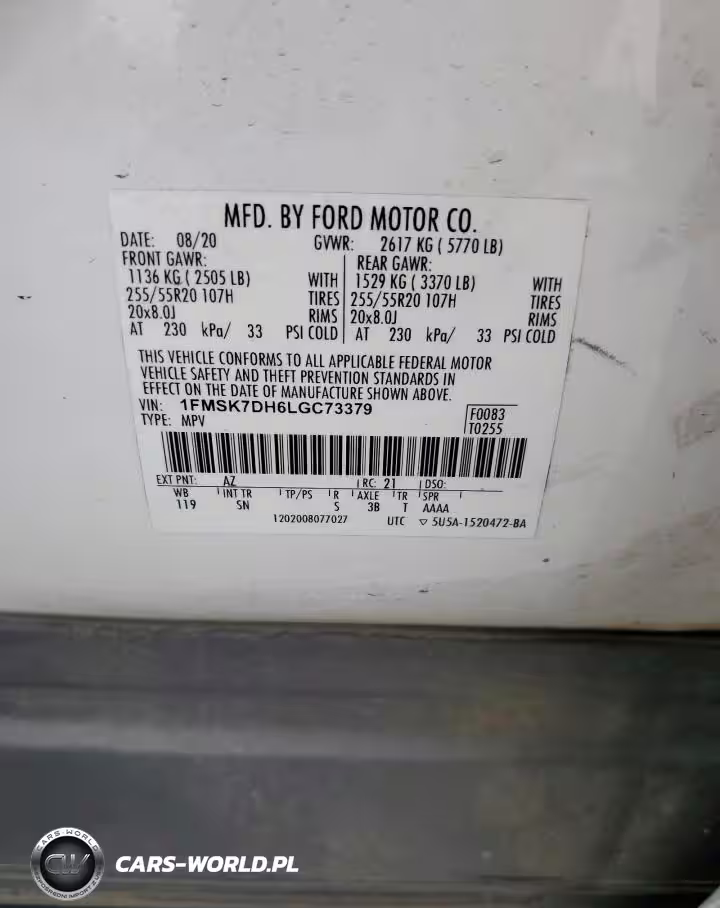 MFD. BY FORD MOTOR CO.
DATE: 08/20 GVWR: 2617 KG ( 5770 LB)
FRONT GAWR: REAR GAWR:
1136 KG ( 2505 LB) WITH 1529 KG ( 3370 LB) WITH
255/55R20 107H TIRES 255/55R20 107H TIRES
20x8.0J RIMS 20x8.0J RIMS
AT 230 kPa/ 33 PSI COLD AT 230 kPa/ 33 PSI COLD
THIS VEHICLE CONFORMS TO ALL APPLICABLE FEDERAL MOTOR
VEHICLE SAFETY AND THEFT PREVENTION STANDARDS IN
EFFECT ON THE DATE OF MANUFACTURE SHOWN ABOVE.
VIN: 1FMSK7DH6LGC73379 F0083
TYPE: MPV T0255
EXT PNT: AZ RC: 21 DSO:
WB INT TR TP/PS R AXLE TR SPR
119 SN S 3B T AAAA
1202008077027 UTC ▽ 5U5A-1520472-BA
CARS-WORLD
CW
CARS-WORLD.PL